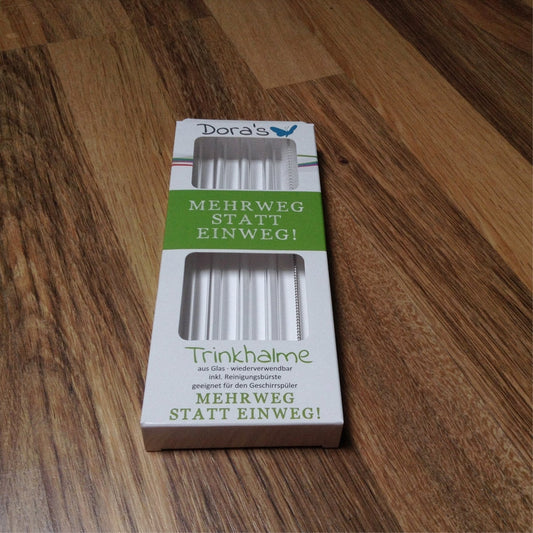 Dora's
MEHRWEG
STATT
EINWEG!
Trinkhalme
aus Glas - wiederverwendbar
inkl. Reinigungsbürste
geeignet für den Geschirrspüler
MEHRWEG
STATT EINWEG!